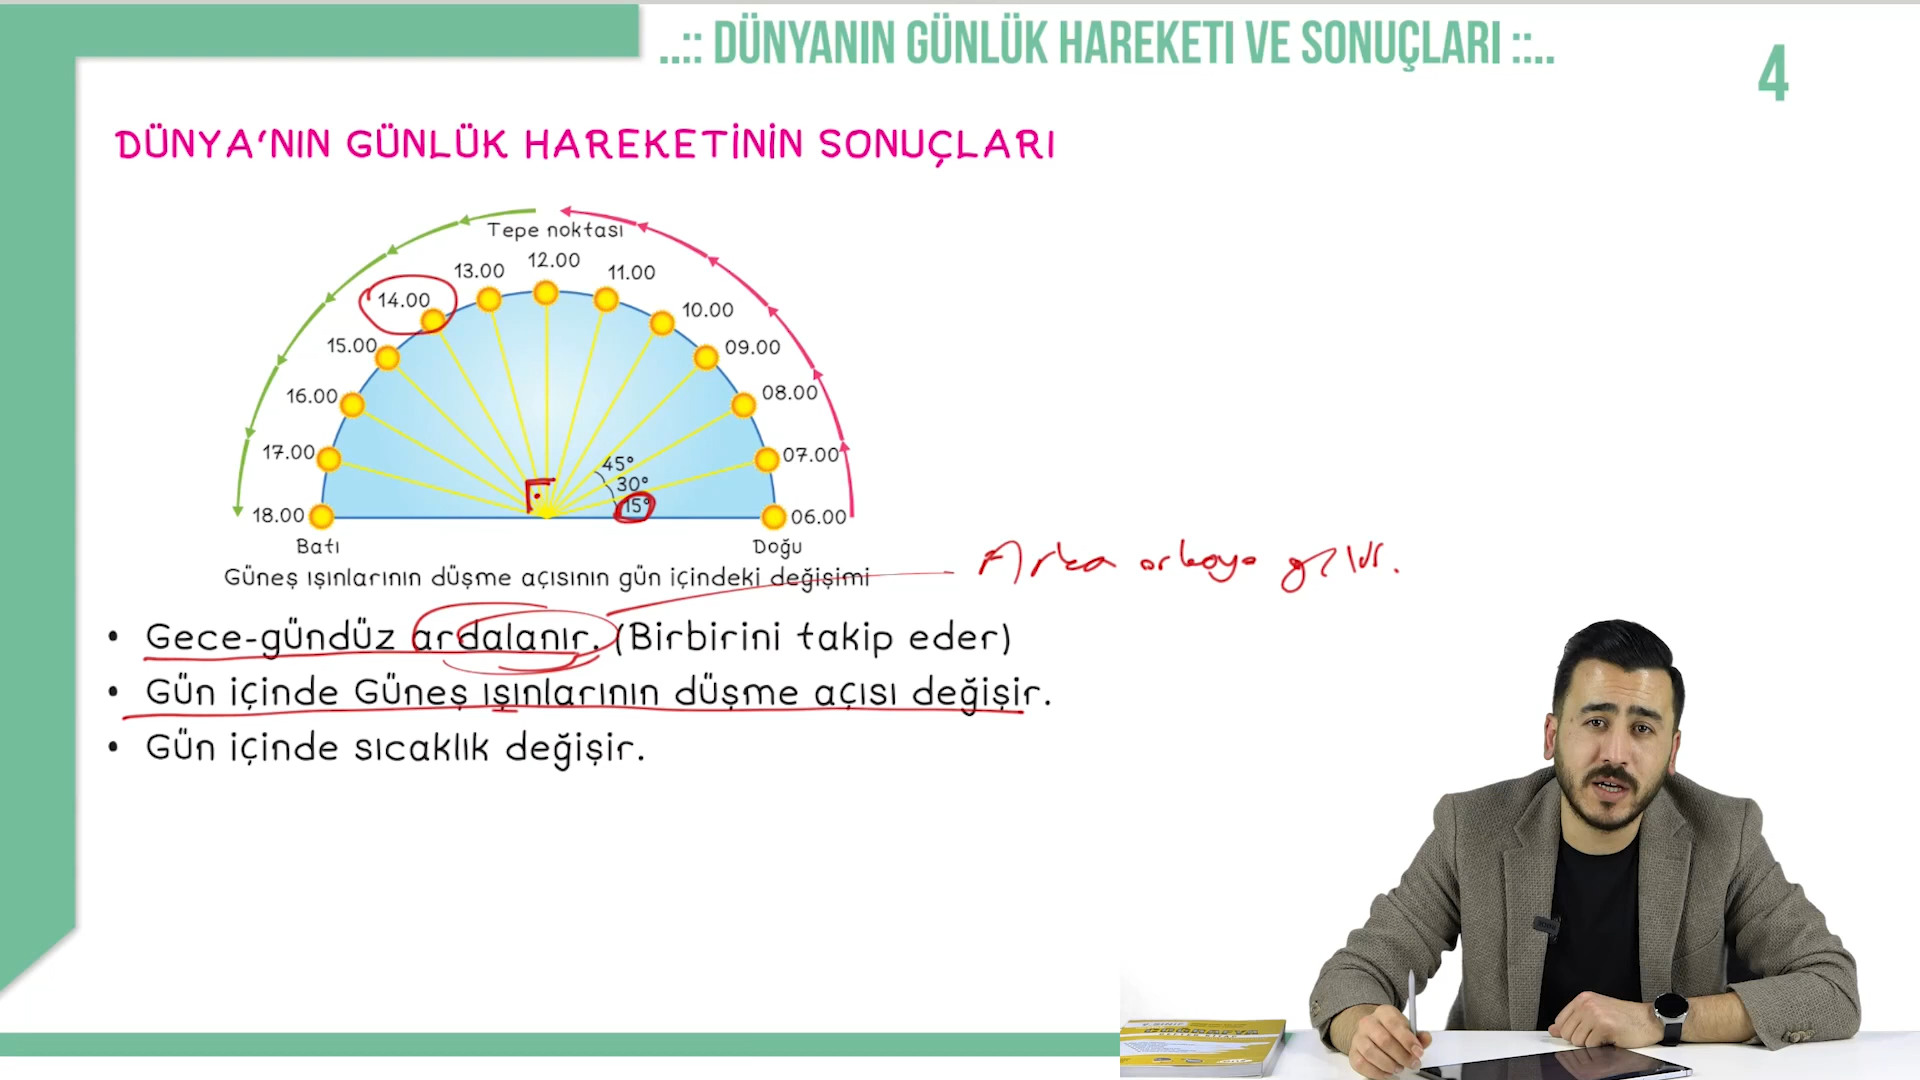 ..:: DÜNYANIN GÜNLÜK HAREKETI VE SONUÇLARI ::..
4
DÜNYA'NIN GÜNLÜK HAREKETİNİN SONUÇLARI
Tepe noktası
12.00
13.00
11.00
14.00
10.00
15.00
09.00
16.00
08.00
17.00
07.00
45°
30°
15°
18.00
06.00
Batı
Doğu
Güneş ışınlarının düşme açısının gün içindeki değişimi
Arka arkaya gelir.
• Gece-gündüz ardalanır. (Birbirini takip eder)
• Gün içinde Güneş ışınlarının düşme açısı değişir.
• Gün içinde sıcaklık değişir.